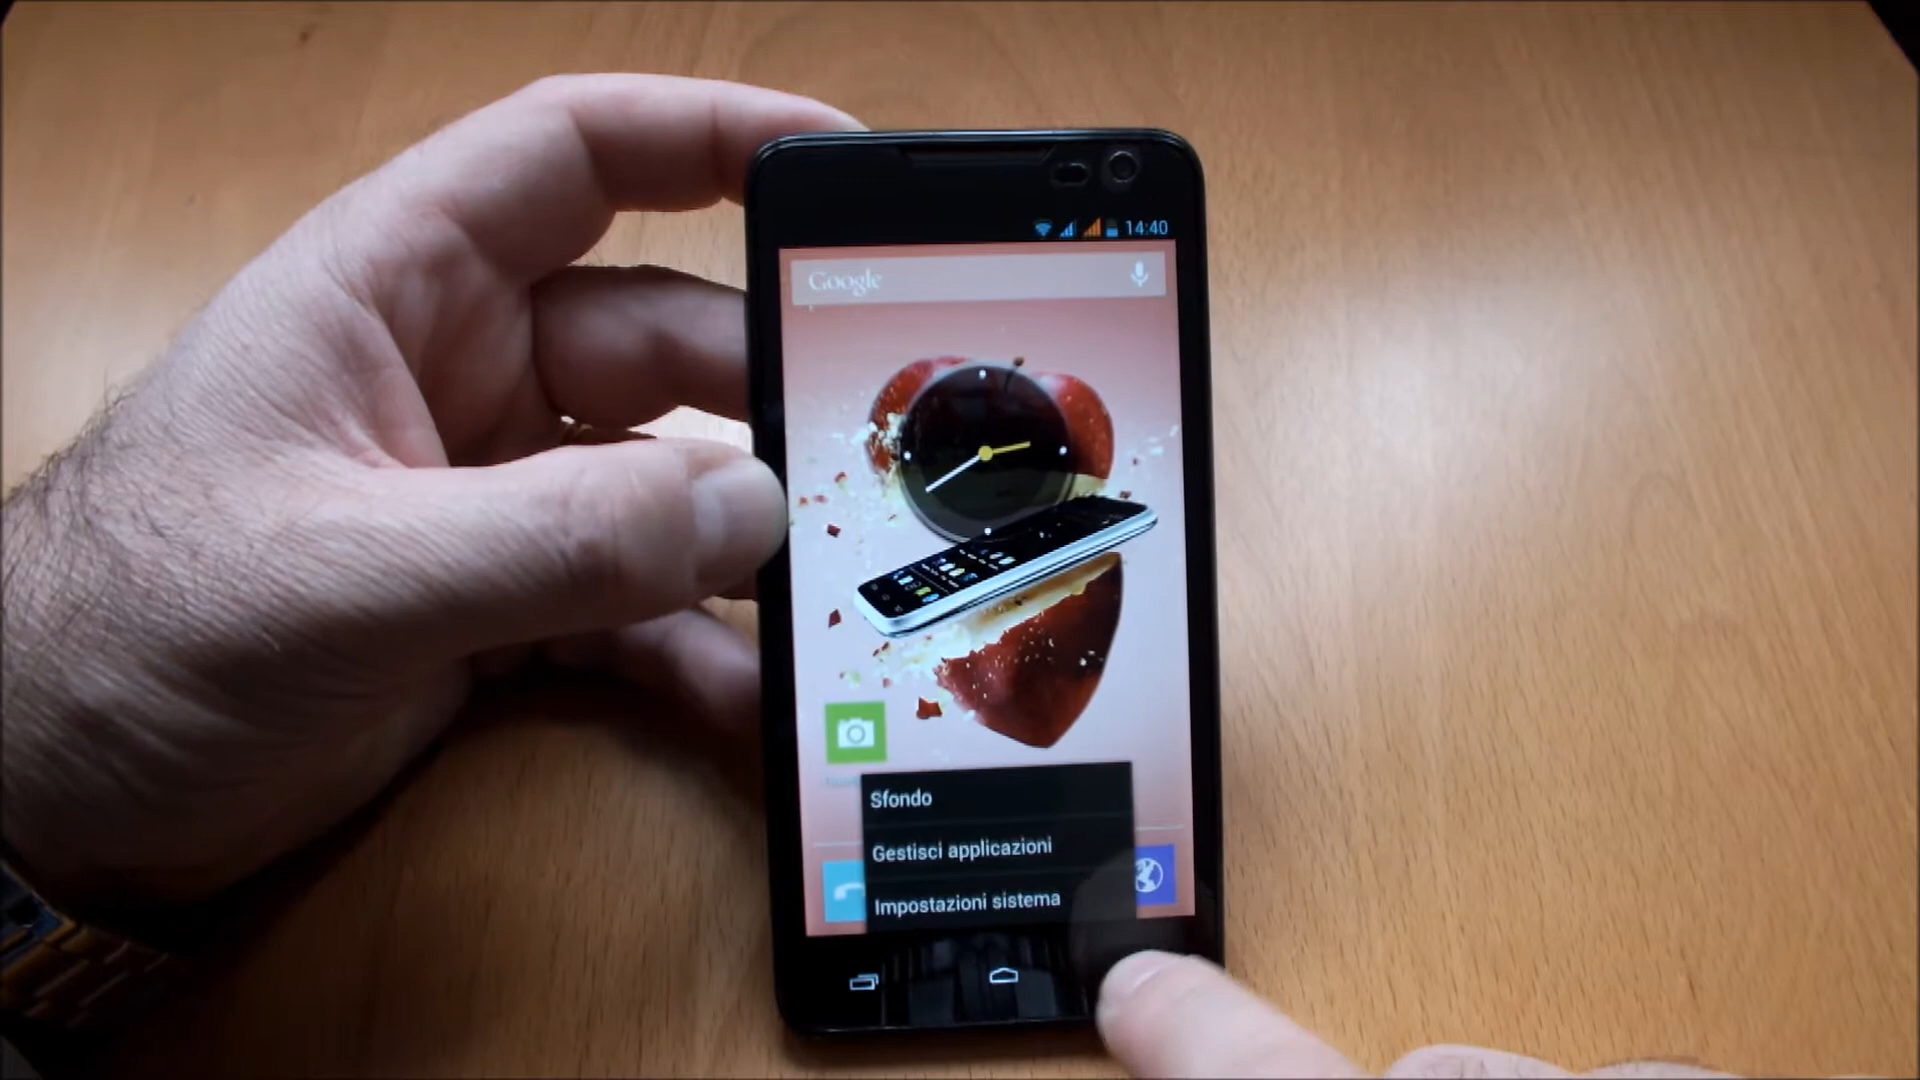 14:40
Google
Sfondo
Gestisci applicazioni
Impostazioni sistema